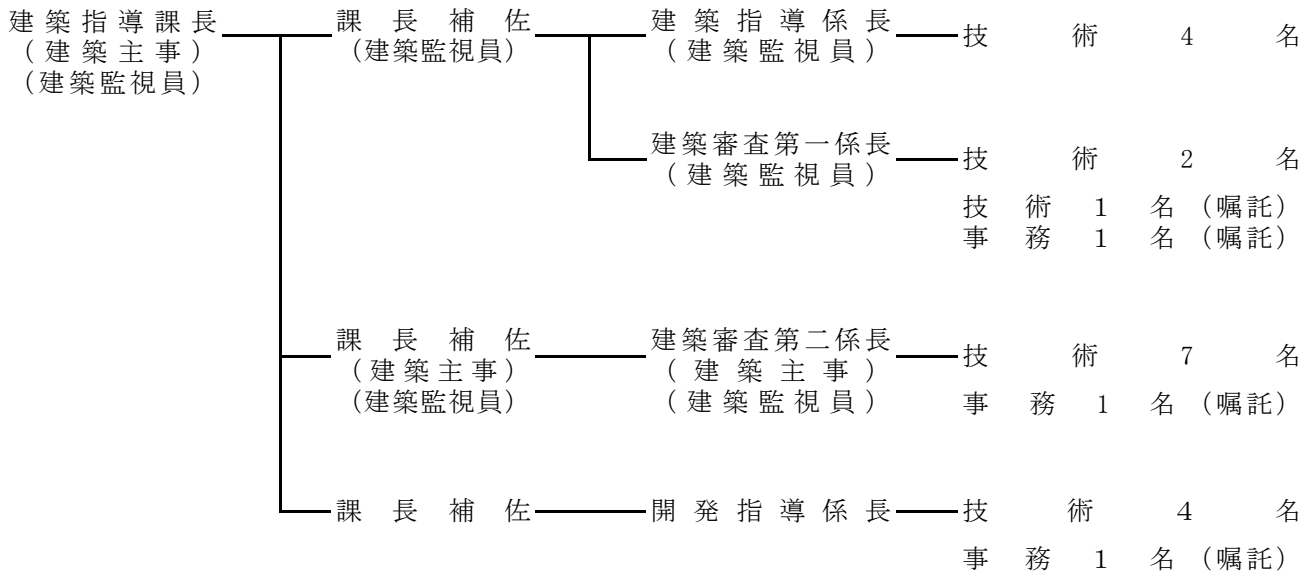 建築指導課長
(建築主事)
(建築監視員)
課長補佐
(建築監視員)
建築指導係長
(建築監視員)
技術4名
建築審査第一係長
(建築監視員)
技術2名
技術1名(嘱託)
事務1名(嘱託)
課長補佐
(建築主事)
(建築監視員)
建築審査第二係長
(建築主事)
(建築監視員)
技術7名
事務1名(嘱託)
課長補佐
開発指導係長
技術4名
事務1名(嘱託)